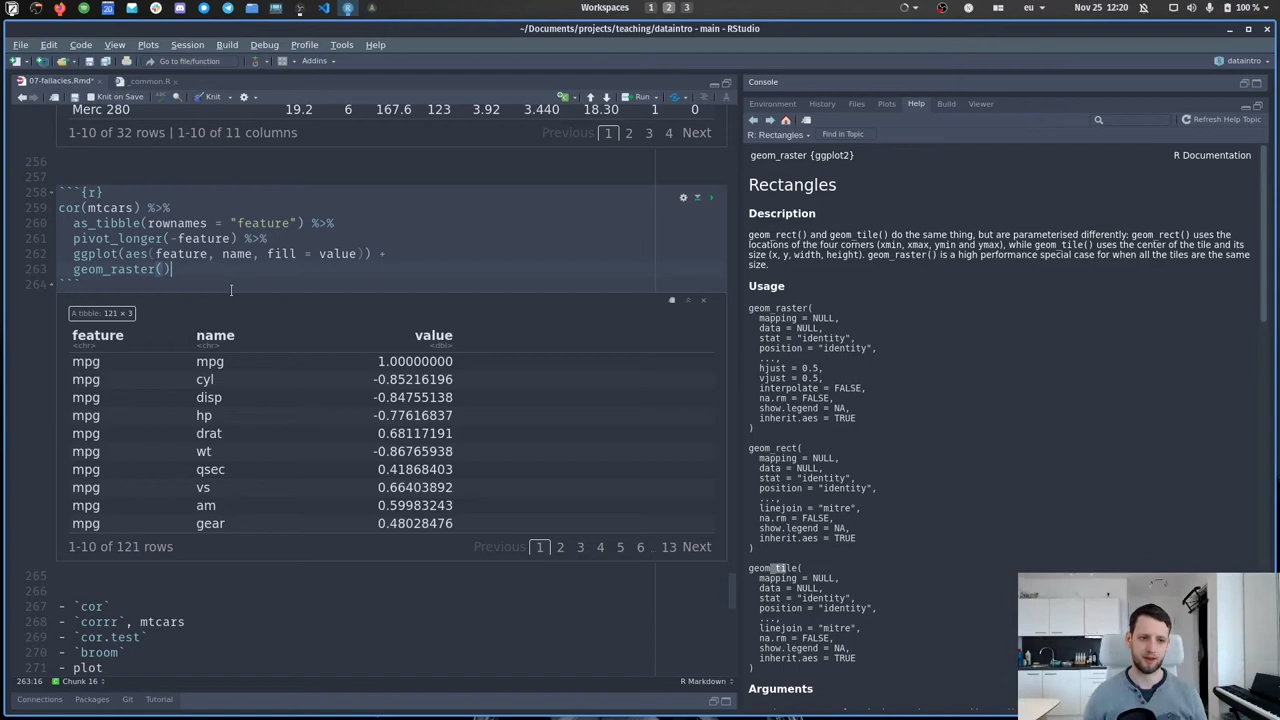 Workspaces 1 2 3
eu
Nov 25 12:20
100 %
~/Documents/projects/teaching/dataintro - main - RStudio
File Edit Code View Plots Session Build Debug Profile Tools Help
Go to file/function
Addins
dataintro
07-fallacies.Rmd*
_common.R
Knit on Save
Knit
Run
Merc 280 19.2 6 167.6 123 3.92 3.440 18.30 1 0
1-10 of 32 rows | 1-10 of 11 columns
Previous 1 2 3 4 Next
256
257
258 ```{r}
259 cor(mtcars) %>%
260 as_tibble(rownames = "feature") %>%
261 pivot_longer(-feature) %>%
262 ggplot(aes(feature, name, fill = value)) +
263 geom_raster()
264 ```
A tibble: 121 × 3
feature name value
<chr> <chr> <dbl>
mpg mpg 1.00000000
mpg cyl -0.85216196
mpg disp -0.84755138
mpg hp -0.77616837
mpg drat 0.68117191
mpg wt -0.86765938
mpg qsec 0.41868403
mpg vs 0.66403892
mpg am 0.59983243
mpg gear 0.48028476
1-10 of 121 rows
Previous 1 2 3 4 5 6 … 13 Next
265
266
267 - `cor`
268 - `corrr`, mtcars
269 - `cor.test`
270 - `broom`
271 - plot
263:16 Chunk 16 R Markdown
Connections Packages Git Tutorial
Console
Environment History Files Plots Help Build Viewer
Refresh Help Topic
R: Rectangles
Find in Topic
geom_raster {ggplot2} R Documentation
Rectangles
Description
geom_rect() and geom_tile() do the same thing, but are parameterised differently: geom_rect() uses the
locations of the four corners (xmin, xmax, ymin and ymax), while geom_tile() uses the center of the tile and its
size (x, y, width, height). geom_raster() is a high performance special case for when all the tiles are the same
size.
Usage
geom_raster(
mapping = NULL,
data = NULL,
stat = "identity",
position = "identity",
...,
hjust = 0.5,
vjust = 0.5,
interpolate = FALSE,
na.rm = FALSE,
show.legend = NA,
inherit.aes = TRUE
)
geom_rect(
mapping = NULL,
data = NULL,
stat = "identity",
position = "identity",
...,
linejoin = "mitre",
na.rm = FALSE,
show.legend = NA,
inherit.aes = TRUE
)
geom_tile(
mapping = NULL,
data = NULL,
stat = "identity",
position = "identity",
...,
linejoin = "mitre",
na.rm = FALSE,
show.legend = NA,
inherit.aes = TRUE
)
Arguments